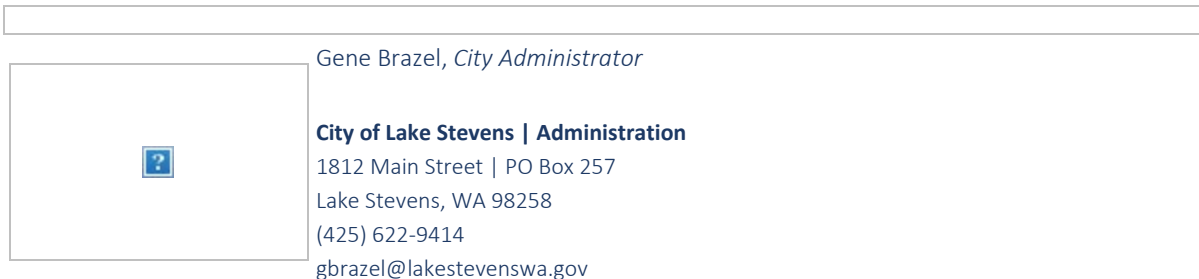 Gene Brazel, City Administrator
City of Lake Stevens | Administration
1812 Main Street | PO Box 257
Lake Stevens, WA 98258
(425) 622-9414
gbrazel@lakestevenswa.gov